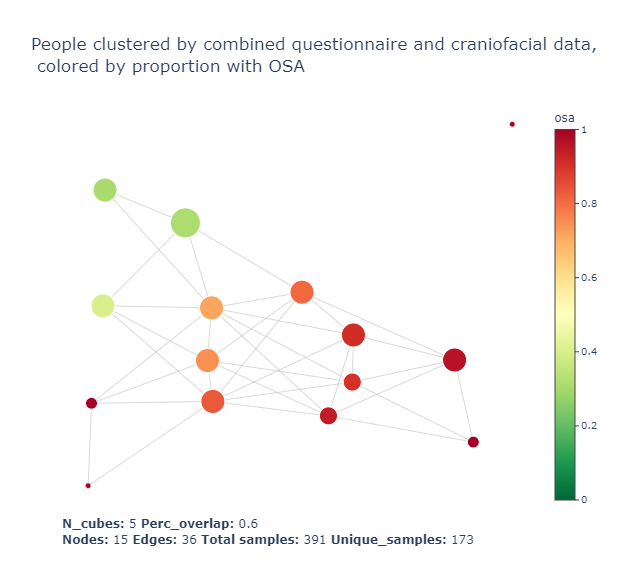 People clustered by combined questionnaire and craniofacial data,
colored by proportion with OSA
osa
1
0.8
0.6
0.4
0.2
0
N_cubes: 5 Perc_overlap: 0.6
Nodes: 15 Edges: 36 Total samples: 391 Unique_samples: 173